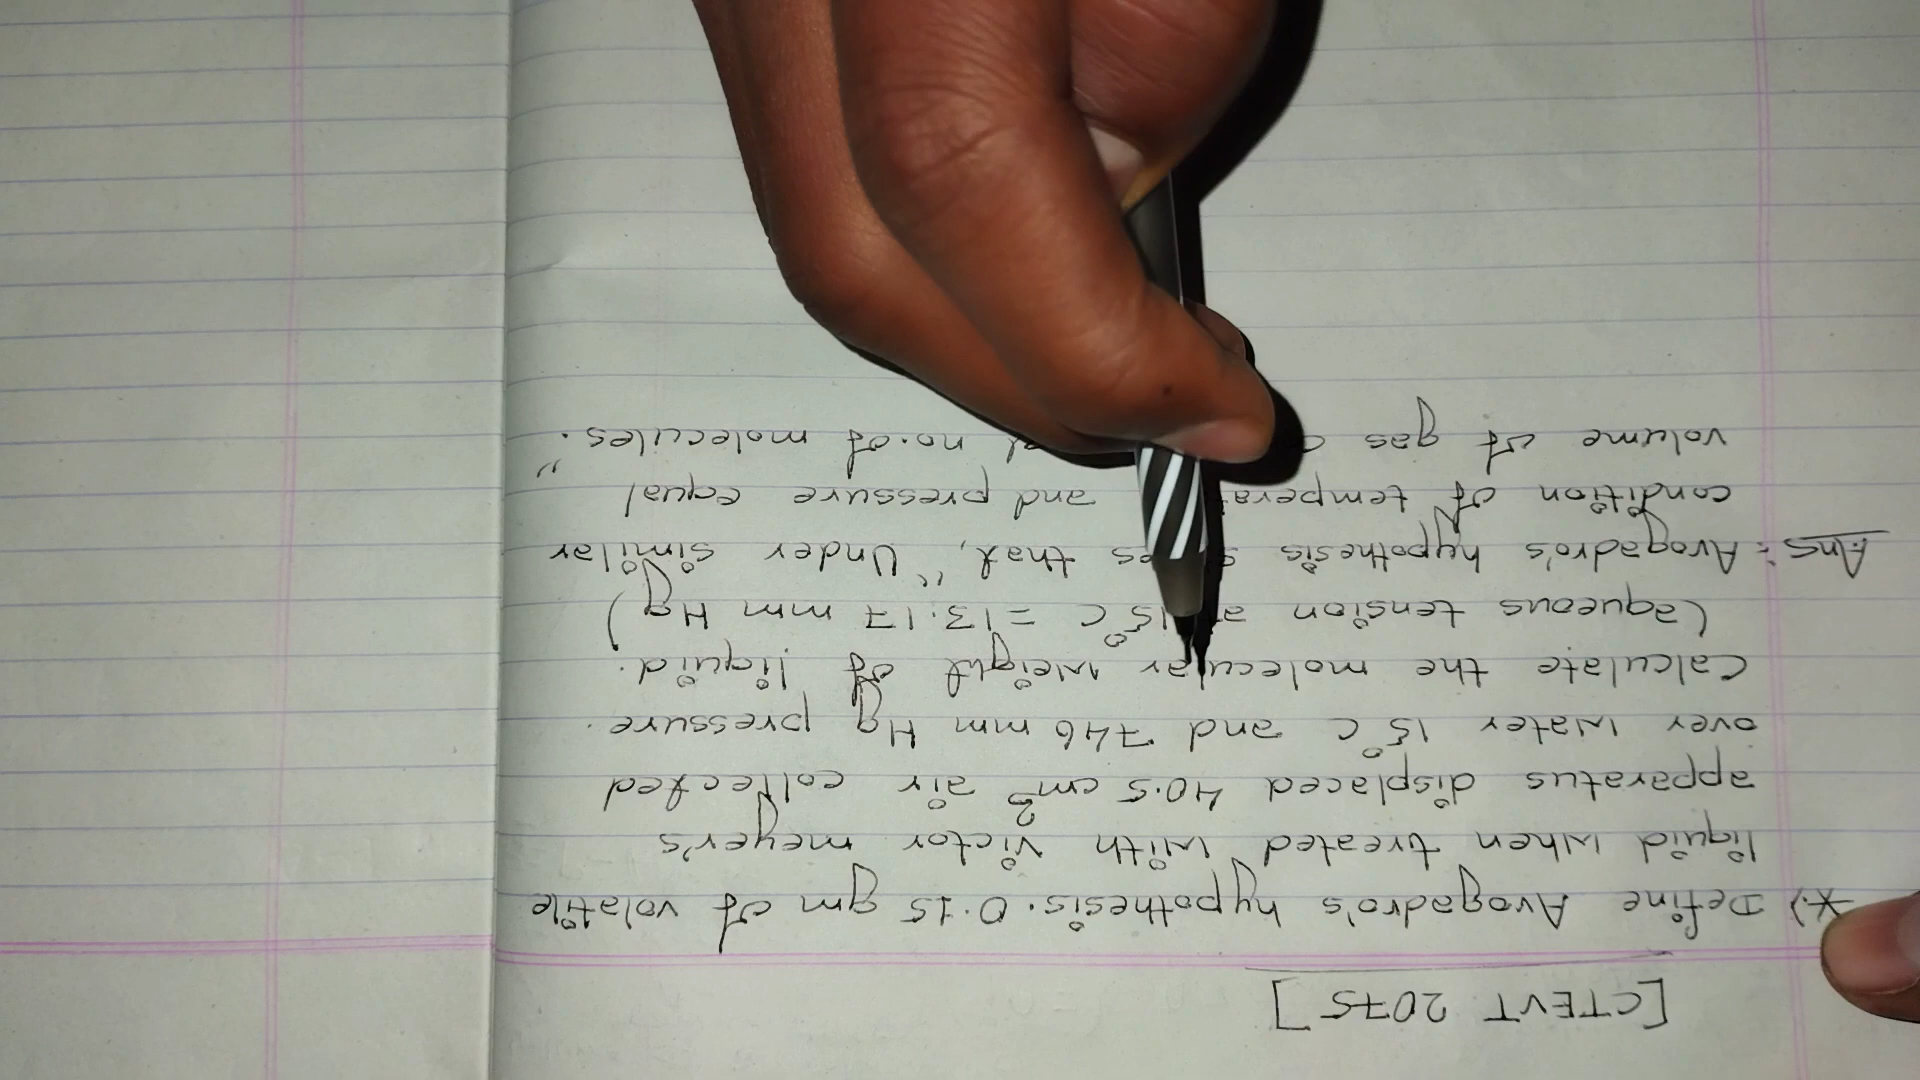 [CTEVT 2075]
*) Define Avogadro's hypothesis. 0.15 gm of volatile
liquid when treated with victor meyer's
apparatus displaced 40.5 cm³ air collected
over water 15°C and 746 mm Hg pressure.
Calculate the molecular weight of liquid.
(aqueous tension at 15°C = 13.17 mm Hg)
Ans: Avogadro's hypothesis that, "Under similar
condition of and pressure equal
volume of gas no. of molecules."